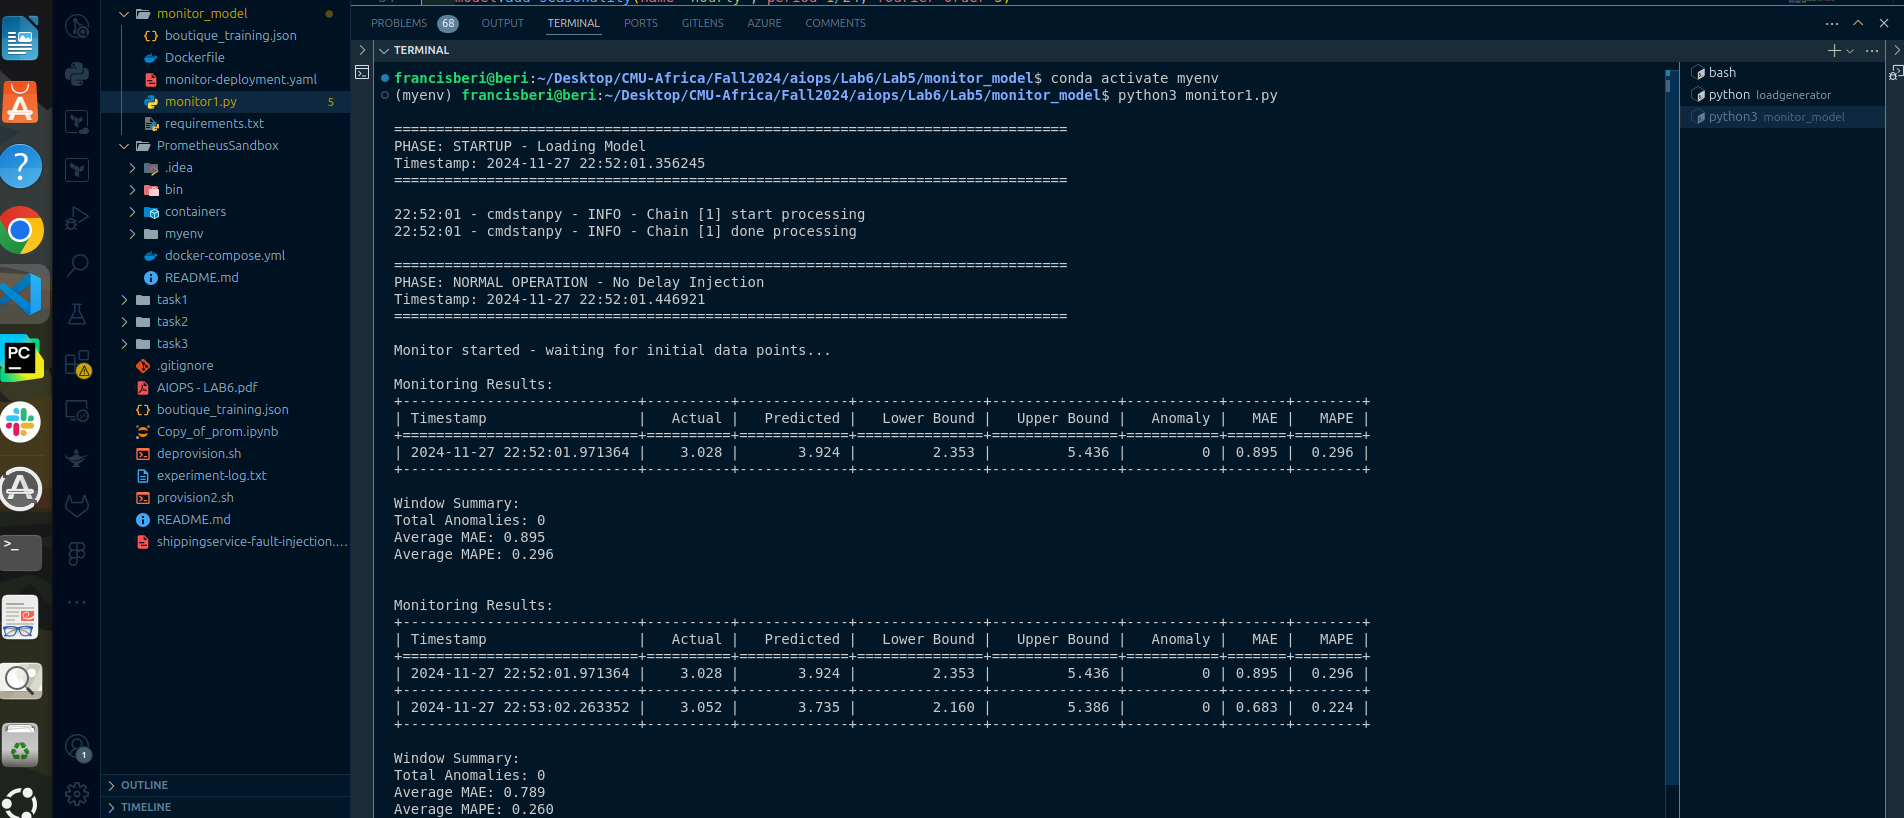 monitor_model
boutique_training.json
Dockerfile
monitor-deployment.yaml
monitor1.py 5
requirements.txt
PrometheusSandbox
.idea
bin
containers
myenv
docker-compose.yml
README.md
task1
task2
task3
.gitignore
AIOPS - LAB6.pdf
boutique_training.json
Copy_of_prom.ipynb
deprovision.sh
experiment-log.txt
provision2.sh
README.md
shippingservice-fault-injection....
OUTLINE
TIMELINE
PROBLEMS 68 OUTPUT TERMINAL PORTS GITLENS AZURE COMMENTS
TERMINAL
francisberi@beri:~/Desktop/CMU-Africa/Fall2024/aiops/Lab6/Lab5/monitor_model$ conda activate myenv
(myenv) francisberi@beri:~/Desktop/CMU-Africa/Fall2024/aiops/Lab6/Lab5/monitor_model$ python3 monitor1.py
================================================================================
PHASE: STARTUP - Loading Model
Timestamp: 2024-11-27 22:52:01.356245
================================================================================
22:52:01 - cmdstanpy - INFO - Chain [1] start processing
22:52:01 - cmdstanpy - INFO - Chain [1] done processing
================================================================================
PHASE: NORMAL OPERATION - No Delay Injection
Timestamp: 2024-11-27 22:52:01.446921
================================================================================
Monitor started - waiting for initial data points...
Monitoring Results:
+----------------------------+----------+-------------+---------------+---------------+-----------+-------+--------+
| Timestamp | Actual | Predicted | Lower Bound | Upper Bound | Anomaly | MAE | MAPE |
+============================+==========+=============+===============+===============+===========+=======+========+
| 2024-11-27 22:52:01.971364 | 3.028 | 3.924 | 2.353 | 5.436 | 0 | 0.895 | 0.296 |
+----------------------------+----------+-------------+---------------+---------------+-----------+-------+--------+
Window Summary:
Total Anomalies: 0
Average MAE: 0.895
Average MAPE: 0.296
Monitoring Results:
+----------------------------+----------+-------------+---------------+---------------+-----------+-------+--------+
| Timestamp | Actual | Predicted | Lower Bound | Upper Bound | Anomaly | MAE | MAPE |
+============================+==========+=============+===============+===============+===========+=======+========+
| 2024-11-27 22:52:01.971364 | 3.028 | 3.924 | 2.353 | 5.436 | 0 | 0.895 | 0.296 |
+----------------------------+----------+-------------+---------------+---------------+-----------+-------+--------+
| 2024-11-27 22:53:02.263352 | 3.052 | 3.735 | 2.160 | 5.386 | 0 | 0.683 | 0.224 |
+----------------------------+----------+-------------+---------------+---------------+-----------+-------+--------+
Window Summary:
Total Anomalies: 0
Average MAE: 0.789
Average MAPE: 0.260
bash
python loadgenerator
python3 monitor_model
PC
1